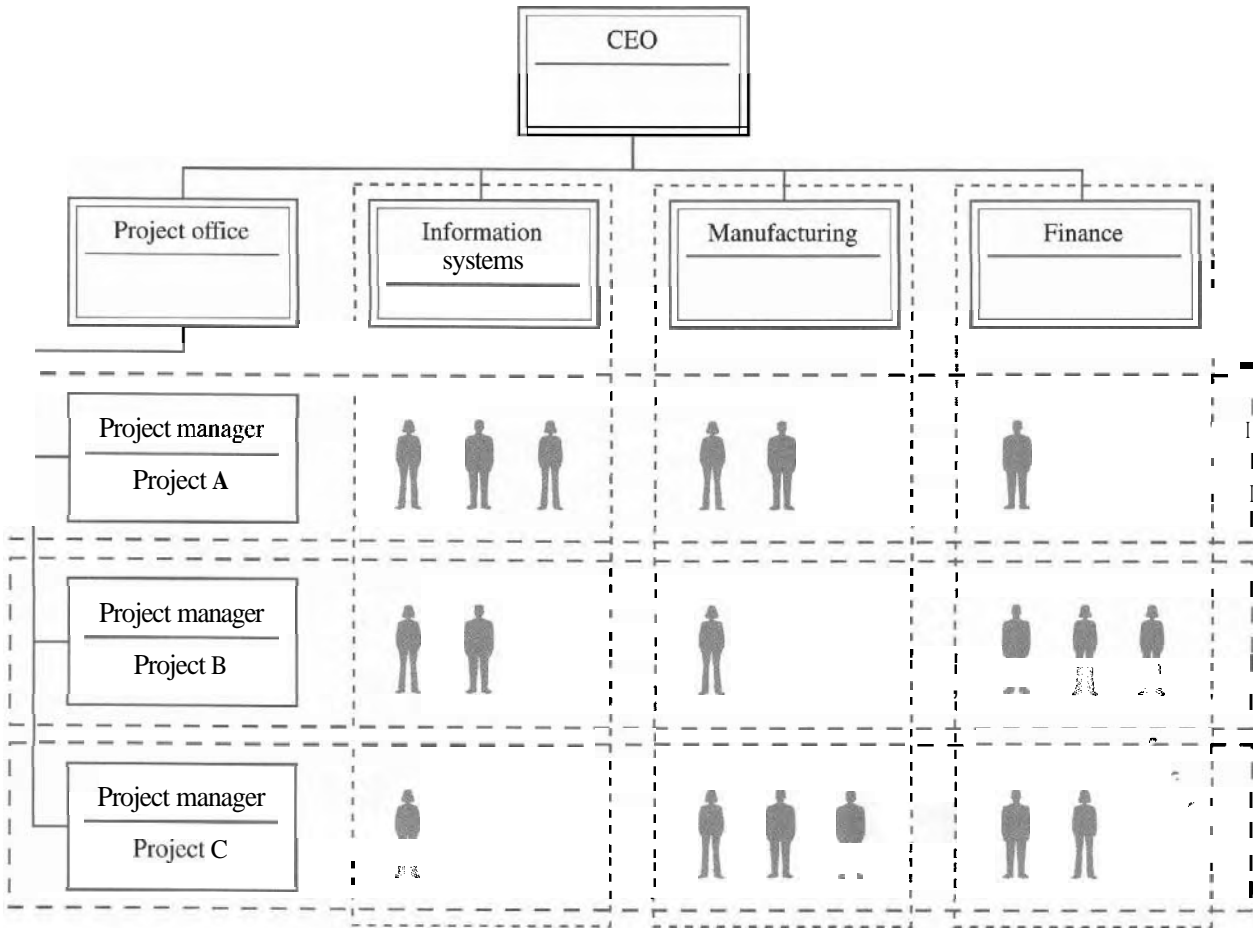 CEO
Project office
Information
systems
Manufacturing
Finance
Project manager
Project A
Project manager
Project B
Project manager
Project C